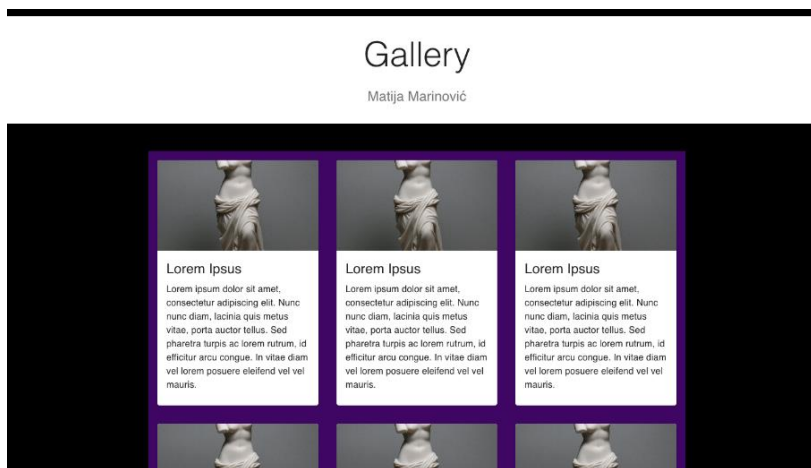 Gallery
Matija Marinović
Lorem Ipsus
Lorem ipsum dolor sit amet,
consectetur adipiscing elit. Nunc
nunc diam, lacinia quis metus
vitae, porta auctor tellus. Sed
pharetra turpis ac lorem rutrum, id
efficitur arcu congue. In vitae diam
vel lorem posuere eleifend vel vel
mauris.
Lorem Ipsus
Lorem ipsum dolor sit amet,
consectetur adipiscing elit. Nunc
nunc diam, lacinia quis metus
vitae, porta auctor tellus. Sed
pharetra turpis ac lorem rutrum, id
efficitur arcu congue. In vitae diam
vel lorem posuere eleifend vel vel
mauris.
Lorem Ipsus
Lorem ipsum dolor sit amet,
consectetur adipiscing elit. Nunc
nunc diam, lacinia quis metus
vitae, porta auctor tellus. Sed
pharetra turpis ac lorem rutrum, id
efficitur arcu congue. In vitae diam
vel lorem posuere eleifend vel vel
mauris.